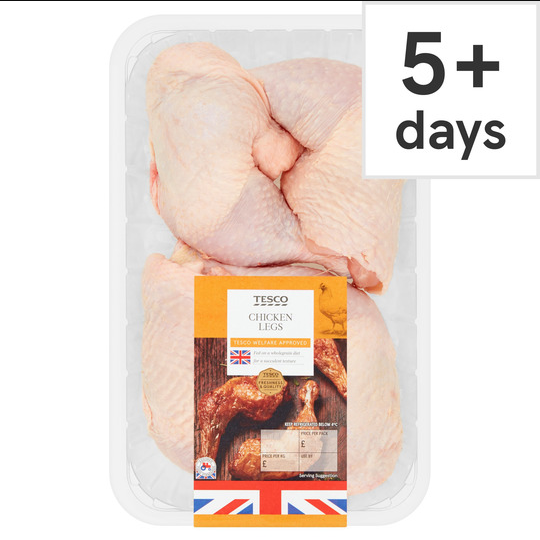 5+
days
TESCO
CHICKEN
LEGS
TESCO WELFARE APPROVED
Fed on a wholegrain diet
for a succulent texture
TESCO
FRESHNESS
& QUALITY
KEEP REFRIGERATED BELOW 5°C
PRICE PER PACK
£
PRICE PER KG
£
USE BY
Serving Suggestion